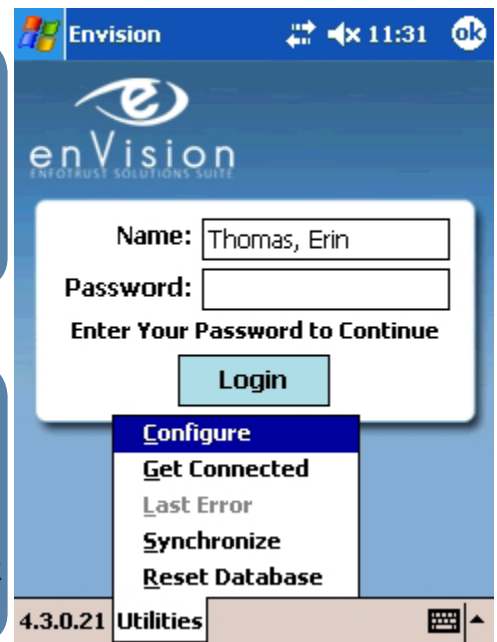 Envision 11:31 ok
enVision
ENFOTRUST SOLUTIONS SUITE
Name: Thomas, Erin
Password:
Enter Your Password to Continue
Login
Configure
Get Connected
Last Error
Synchronize
Reset Database
4.3.0.21 Utilities